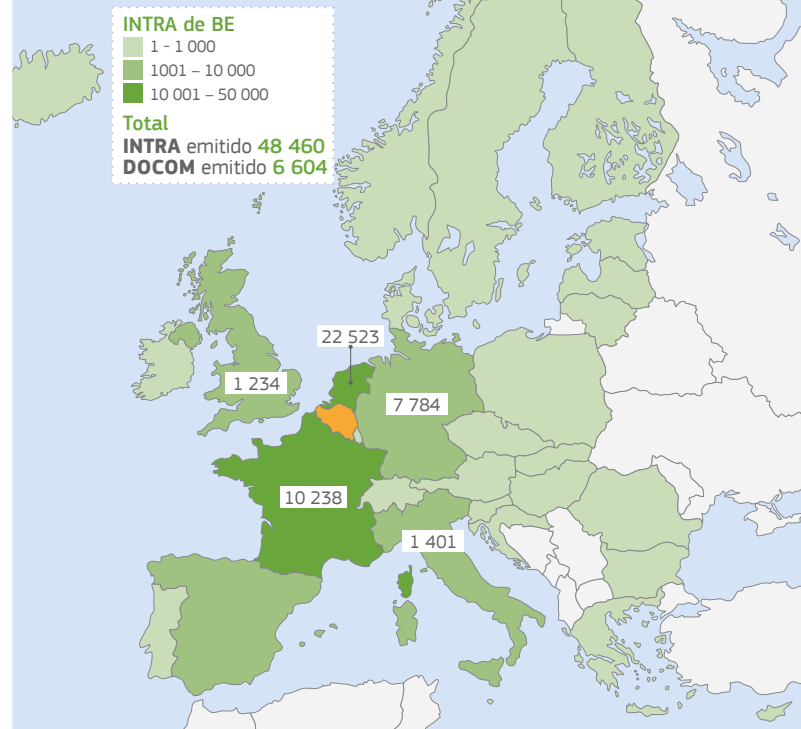 INTRA de BE
1 - 1 000
1001 – 10 000
10 001 – 50 000
Total
INTRA emitido 48 460
DOCOM emitido 6 604
22 523
1 234
7 784
10 238
1 401